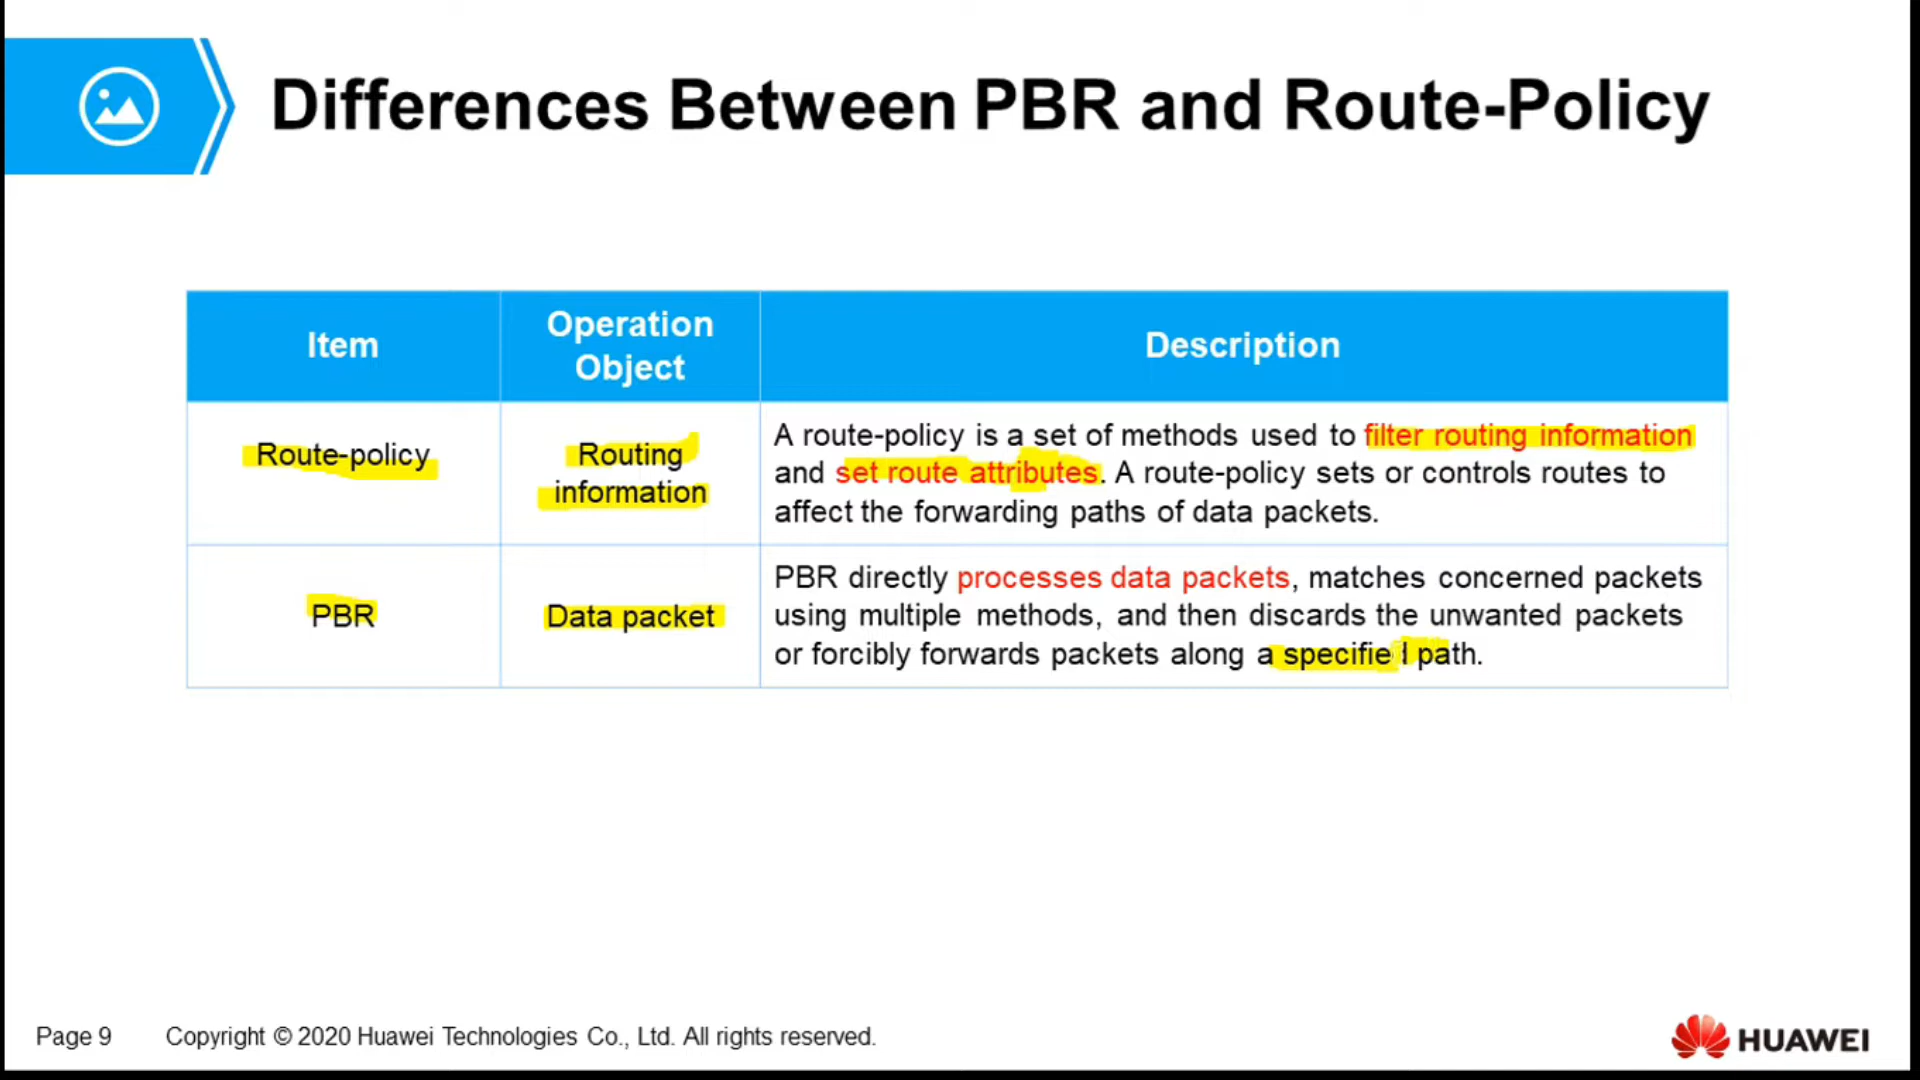 Differences Between PBR and Route-Policy
Item
Operation
Object
Description
Route-policy
Routing
information
A route-policy is a set of methods used to filter routing information
and set route attributes. A route-policy sets or controls routes to
affect the forwarding paths of data packets.
PBR
Data packet
PBR directly processes data packets, matches concerned packets
using multiple methods, and then discards the unwanted packets
or forcibly forwards packets along a specified path.
Page 9
Copyright © 2020 Huawei Technologies Co., Ltd. All rights reserved.
HUAWEI